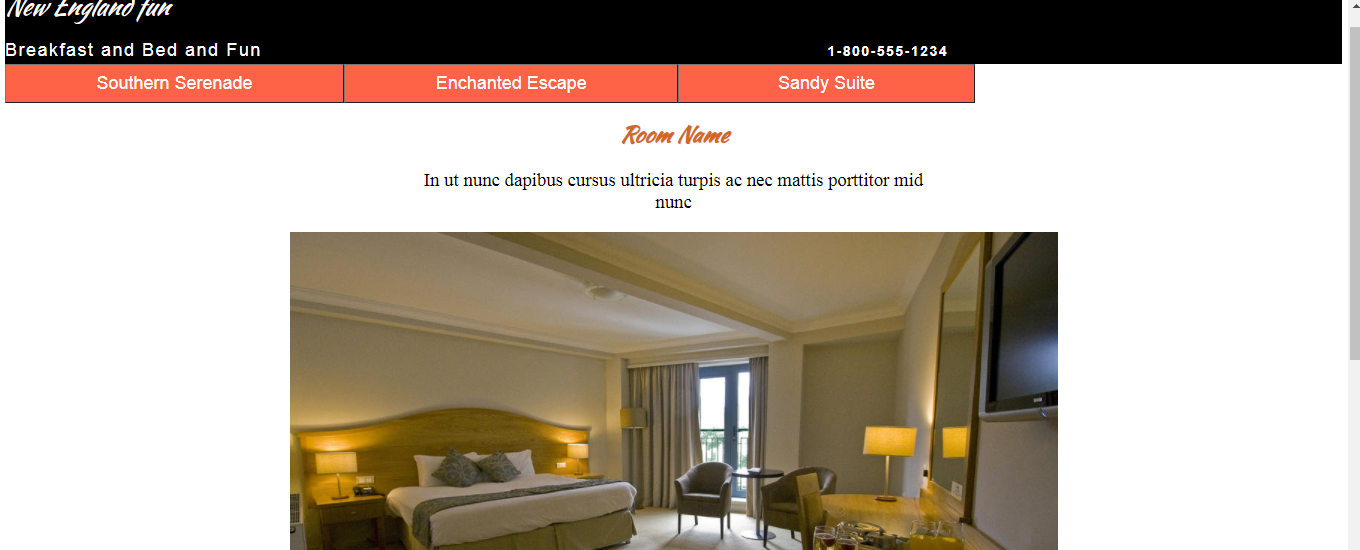 New England fun
Breakfast and Bed and Fun 1-800-555-1234
Southern Serenade Enchanted Escape Sandy Suite
Room Name
In ut nunc dapibus cursus ultricia turpis ac nec mattis porttitor mid
nunc